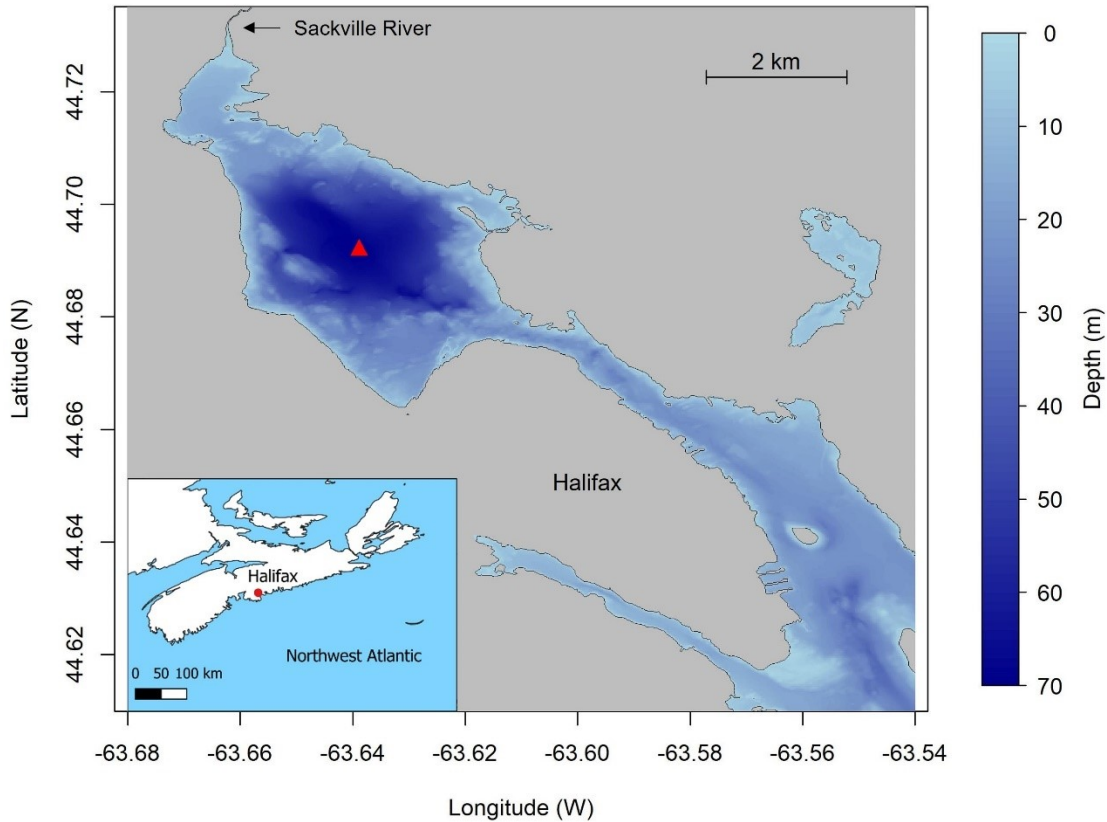 Sackville River
2 km
Latitude (N)
44.72
44.70
44.68
44.66
44.64
44.62
Halifax
Halifax
Northwest Atlantic
0 50 100 km
-63.68 -63.66 -63.64 -63.62 -63.60 -63.58 -63.56 -63.54
Longitude (W)
0
10
20
30
40
50
60
70
Depth (m)